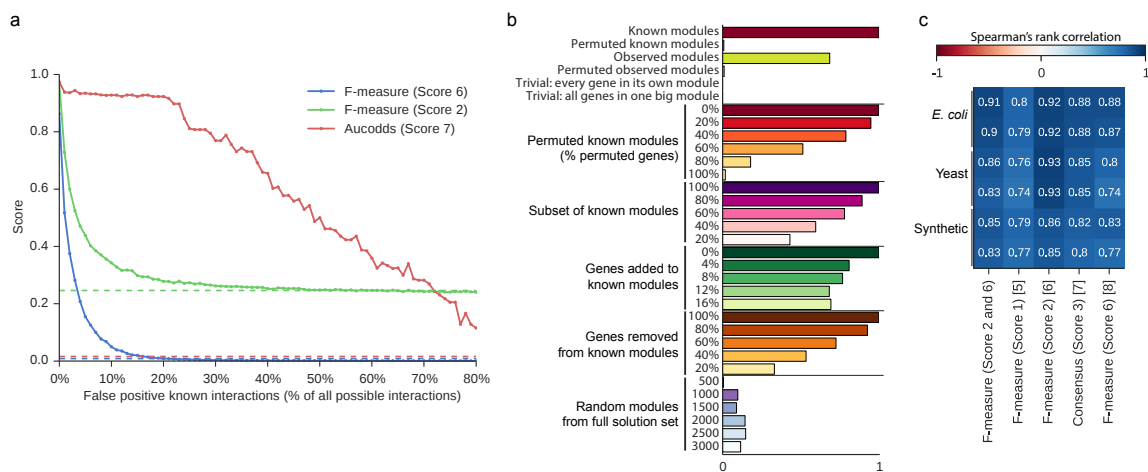 a
1.0
0.8
0.6
0.4
0.2
0.0
Score
F-measure (Score 6)
F-measure (Score 2)
Aucodds (Score 7)
0%
10%
20%
30%
40%
50%
60%
70%
80%
False positive known interactions (% of all possible interactions)
b
Known modules
Permuted known modules
Observed modules
Permuted observed modules
Trivial: every gene in its own module
Trivial: all genes in one big module
Permuted known modules
(% permuted genes)
0%
20%
40%
60%
80%
100%
Subset of known modules
100%
80%
60%
40%
20%
Genes added to
known modules
0%
4%
8%
12%
16%
Genes removed
from known modules
100%
80%
60%
40%
20%
Random modules
from full solution set
500
1000
1500
2000
2500
3000
0
1
c
Spearman's rank correlation
-1
0
1
E. coli
0.91 0.8 0.92 0.88 0.88
0.9 0.79 0.92 0.88 0.87
Yeast
0.86 0.76 0.93 0.85 0.8
0.83 0.74 0.93 0.85 0.74
Synthetic
0.85 0.79 0.86 0.82 0.83
0.83 0.77 0.85 0.8 0.77
F-measure (Score 2 and 6)
F-measure (Score 1) [5]
F-measure (Score 2) [6]
Consensus (Score 3) [7]
F-measure (Score 6) [8]